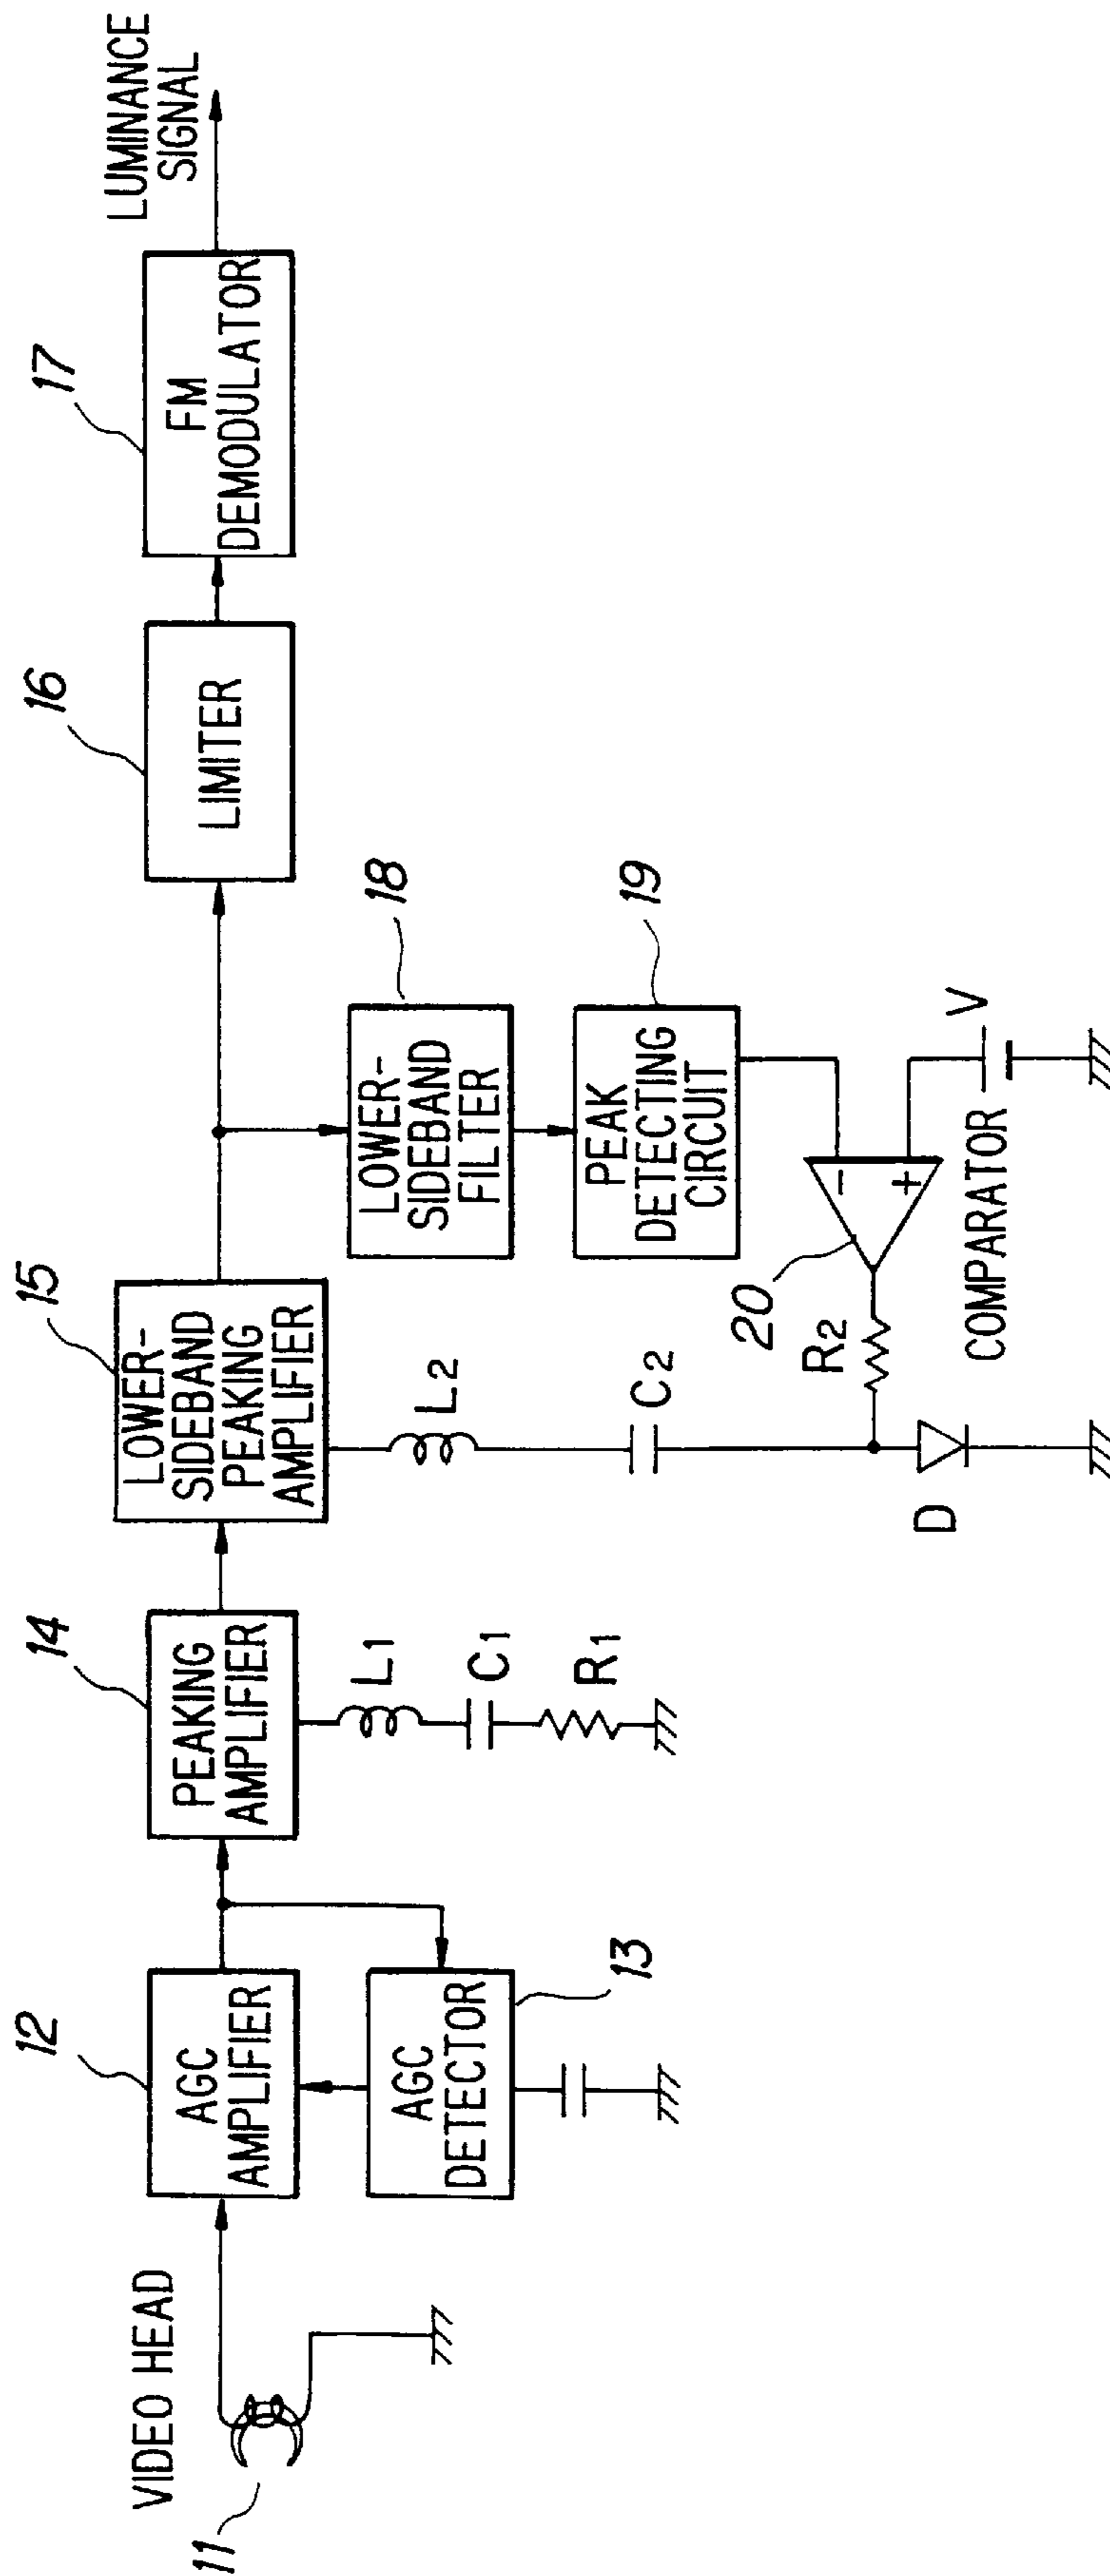 11
VIDEO HEAD
12
AGC
AMPLIFIER
AGC
DETECTOR
13
14
PEAKING
AMPLIFIER
L1
C1
R1
15
LOWER-
SIDEBAND
PEAKING
AMPLIFIER
L2
C2
D
R2
20
-
+
COMPARATOR
V
LOWER-
SIDEBAND
FILTER
18
PEAK
DETECTING
CIRCUIT
19
16
LIMITER
17
FM
DEMODULATOR
LUMINANCE
SIGNAL